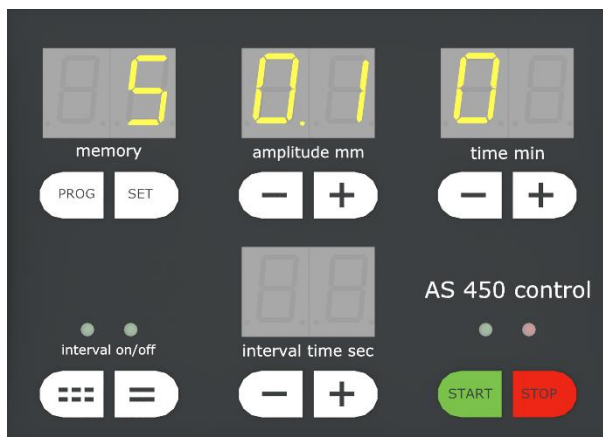 5 0.1 0
memory amplitude mm time min
PROG SET − + − +
AS 450 control
interval on/off interval time sec
− + START STOP